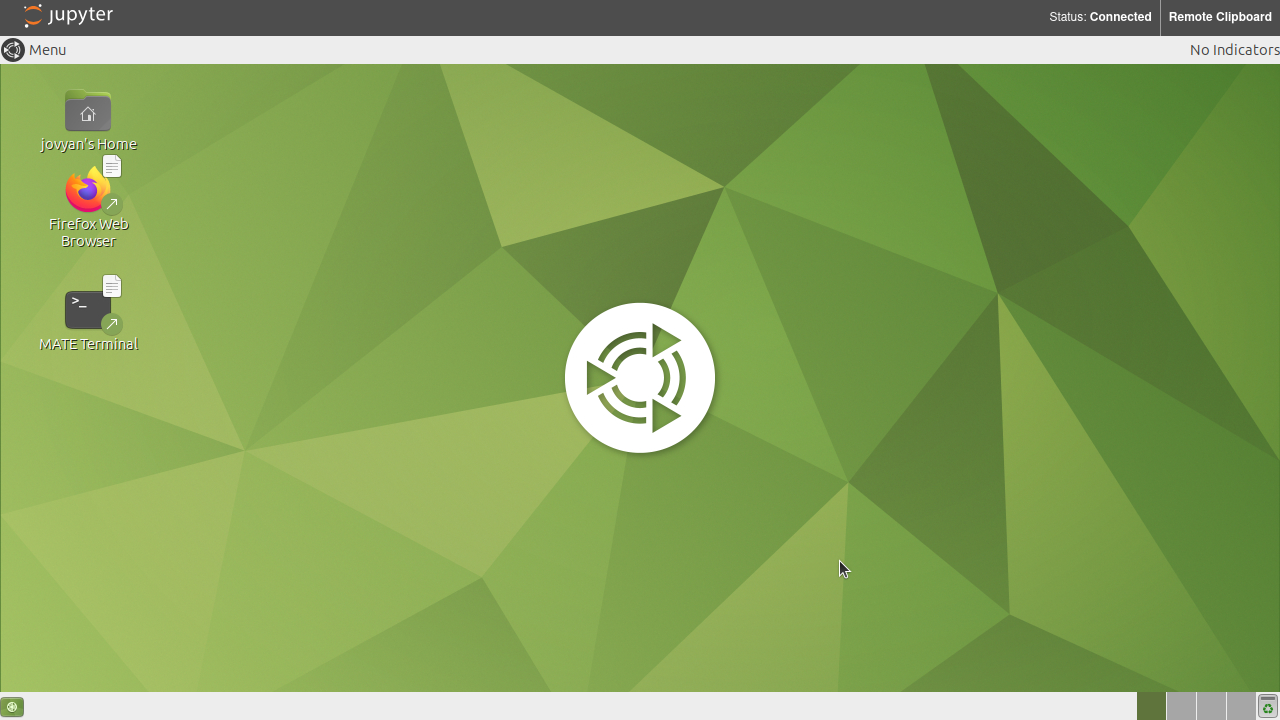 jupyter
Status: Connected
Remote Clipboard
Menu
No Indicators
jovyan's Home
Firefox Web
Browser
>_
MATE Terminal